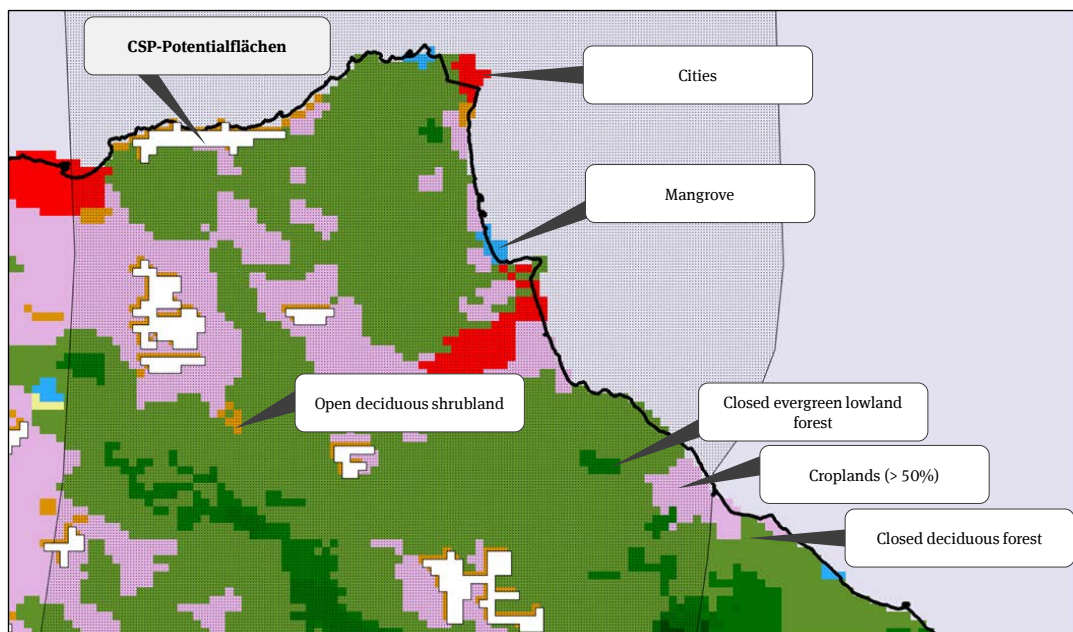 CSP-Potentialflächen
Cities
Mangrove
Open deciduous shrubland
Closed evergreen lowland
forest
Croplands (> 50%)
Closed deciduous forest